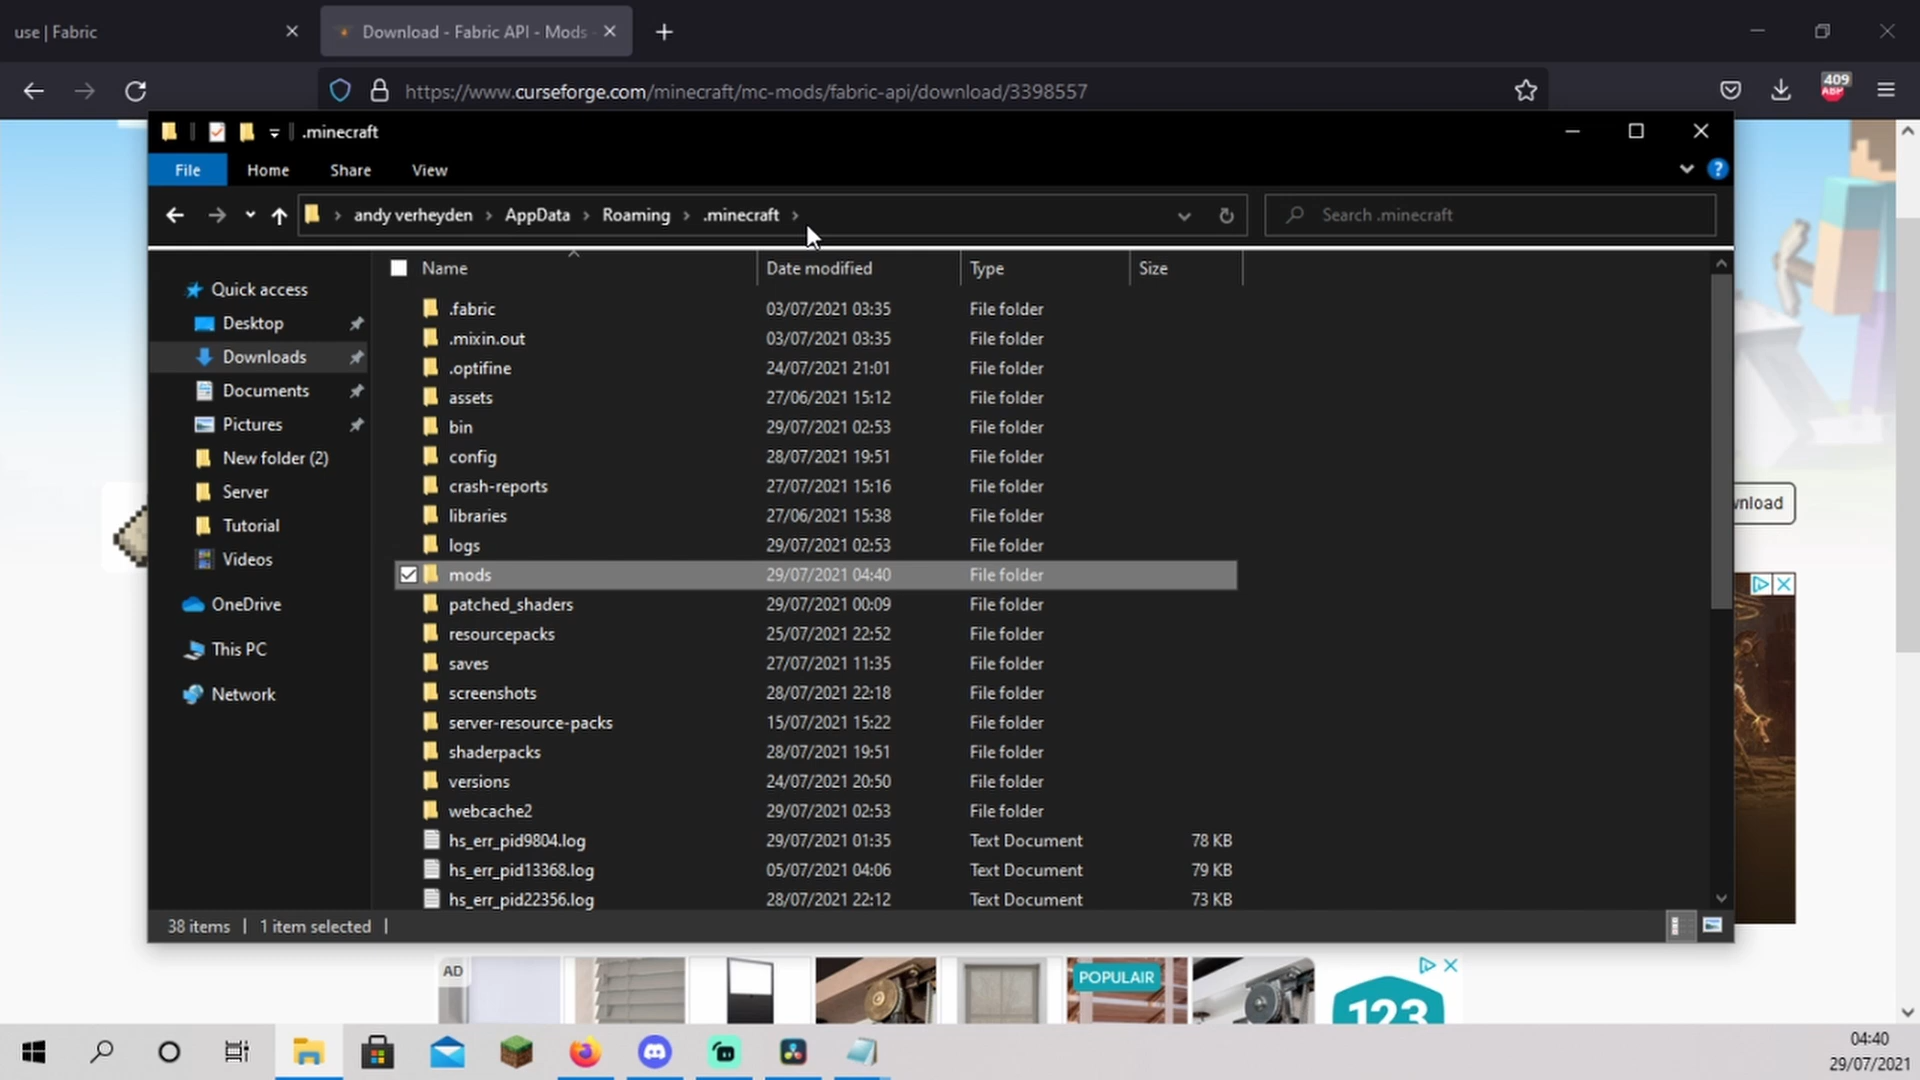 use | Fabric
Download - Fabric API - Mods -
https://www.curseforge.com/minecraft/mc-mods/fabric-api/download/3398557
409
ABP
.minecraft
File Home Share View
andy verheyden > AppData > Roaming > .minecraft >
Search .minecraft
Name Date modified Type Size
Quick access
Desktop
Downloads
Documents
Pictures
New folder (2)
Server
Tutorial
Videos
OneDrive
This PC
Network
.fabric 03/07/2021 03:35 File folder
.mixin.out 03/07/2021 03:35 File folder
.optifine 24/07/2021 21:01 File folder
assets 27/06/2021 15:12 File folder
bin 29/07/2021 02:53 File folder
config 28/07/2021 19:51 File folder
crash-reports 27/07/2021 15:16 File folder
libraries 27/06/2021 15:38 File folder
logs 29/07/2021 02:53 File folder
mods 29/07/2021 04:40 File folder
patched_shaders 29/07/2021 00:09 File folder
resourcepacks 25/07/2021 22:52 File folder
saves 27/07/2021 11:35 File folder
screenshots 28/07/2021 22:18 File folder
server-resource-packs 15/07/2021 15:22 File folder
shaderpacks 28/07/2021 19:51 File folder
versions 24/07/2021 20:50 File folder
webcache2 29/07/2021 02:53 File folder
hs_err_pid9804.log 29/07/2021 01:35 Text Document 78 KB
hs_err_pid13368.log 05/07/2021 04:06 Text Document 79 KB
hs_err_pid22356.log 28/07/2021 22:12 Text Document 73 KB
wnload
38 items | 1 item selected |
AD
POPULAIR
123
04:40
29/07/2021